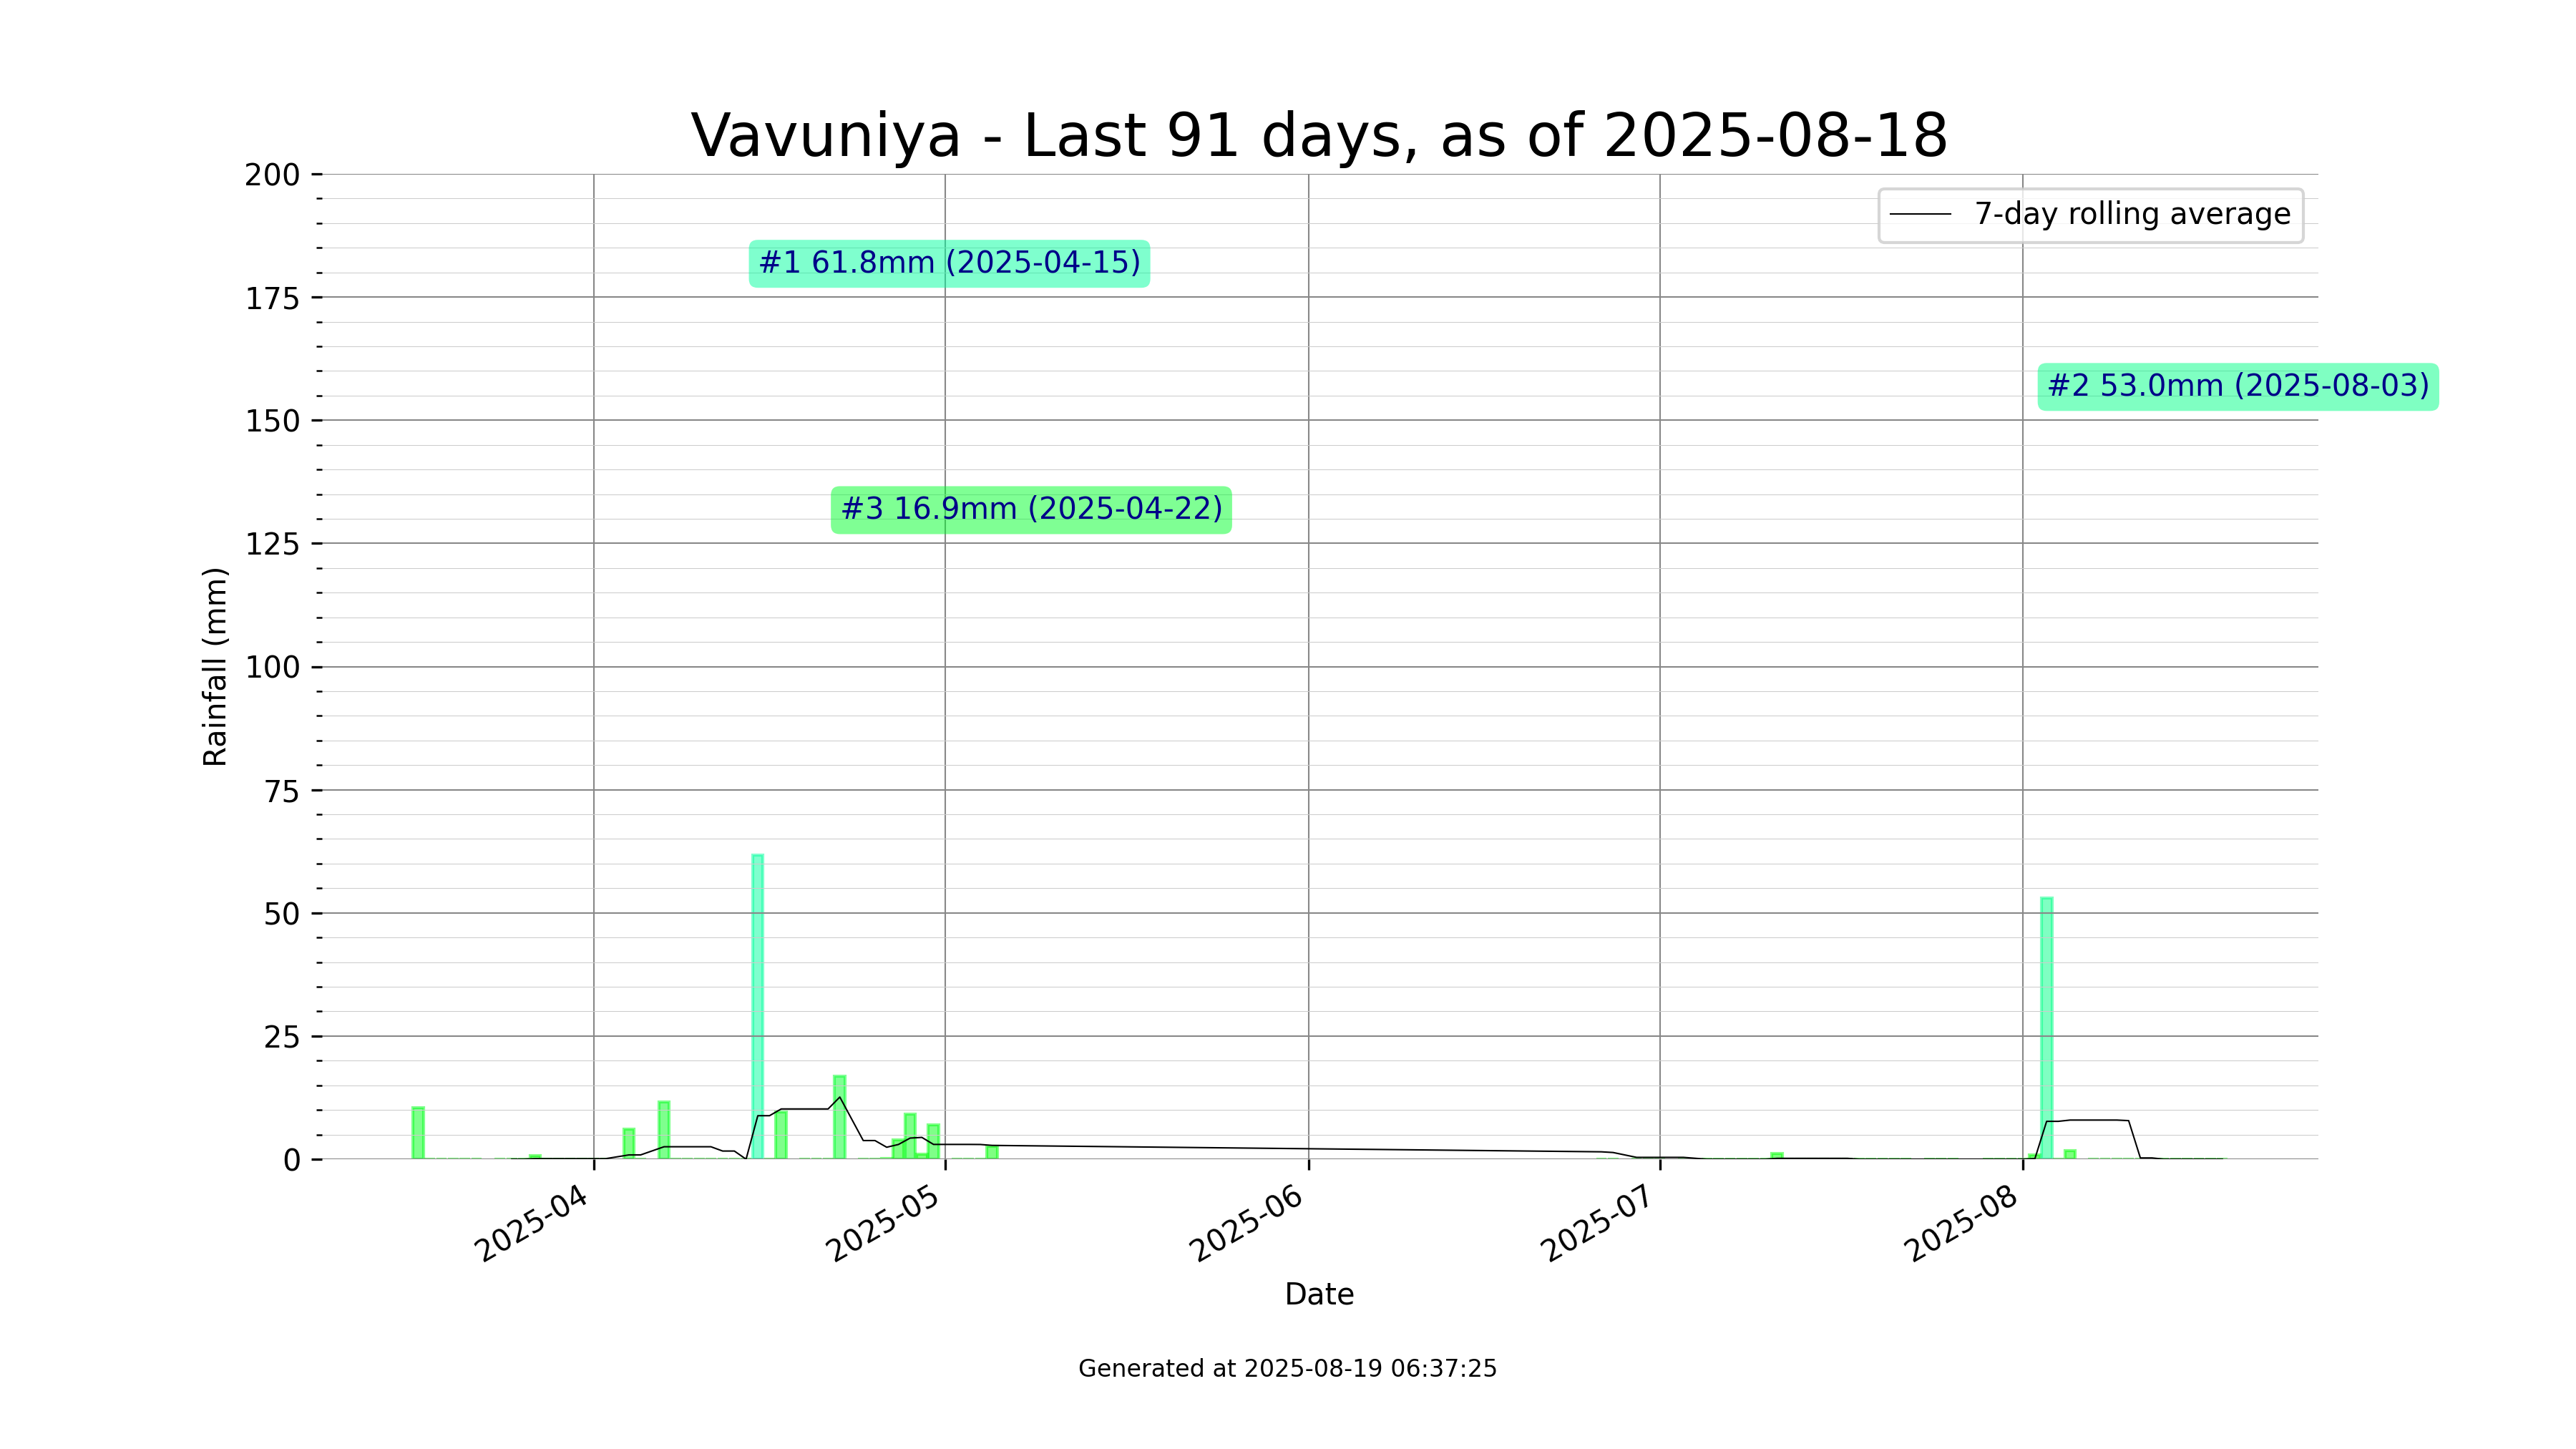 Vavuniya - Last 91 days, as of 2025-08-18
200
175
150
125
100
75
50
25
0
Rainfall (mm)
7-day rolling average
#1 61.8mm (2025-04-15)
#2 53.0mm (2025-08-03)
#3 16.9mm (2025-04-22)
2025-04
2025-05
2025-06
2025-07
2025-08
Date
Generated at 2025-08-19 06:37:25